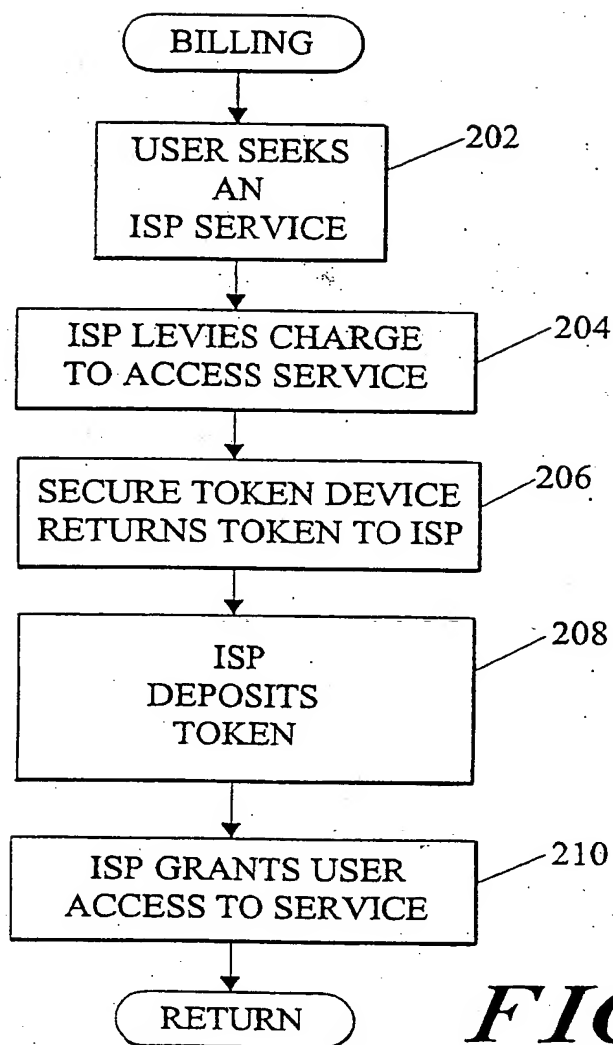 BILLING
USER SEEKS
AN
ISP SERVICE
202
ISP LEVIES CHARGE
TO ACCESS SERVICE
204
SECURE TOKEN DEVICE
RETURNS TOKEN TO ISP
206
ISP
DEPOSITS
TOKEN
208
ISP GRANTS USER
ACCESS TO SERVICE
210
RETURN